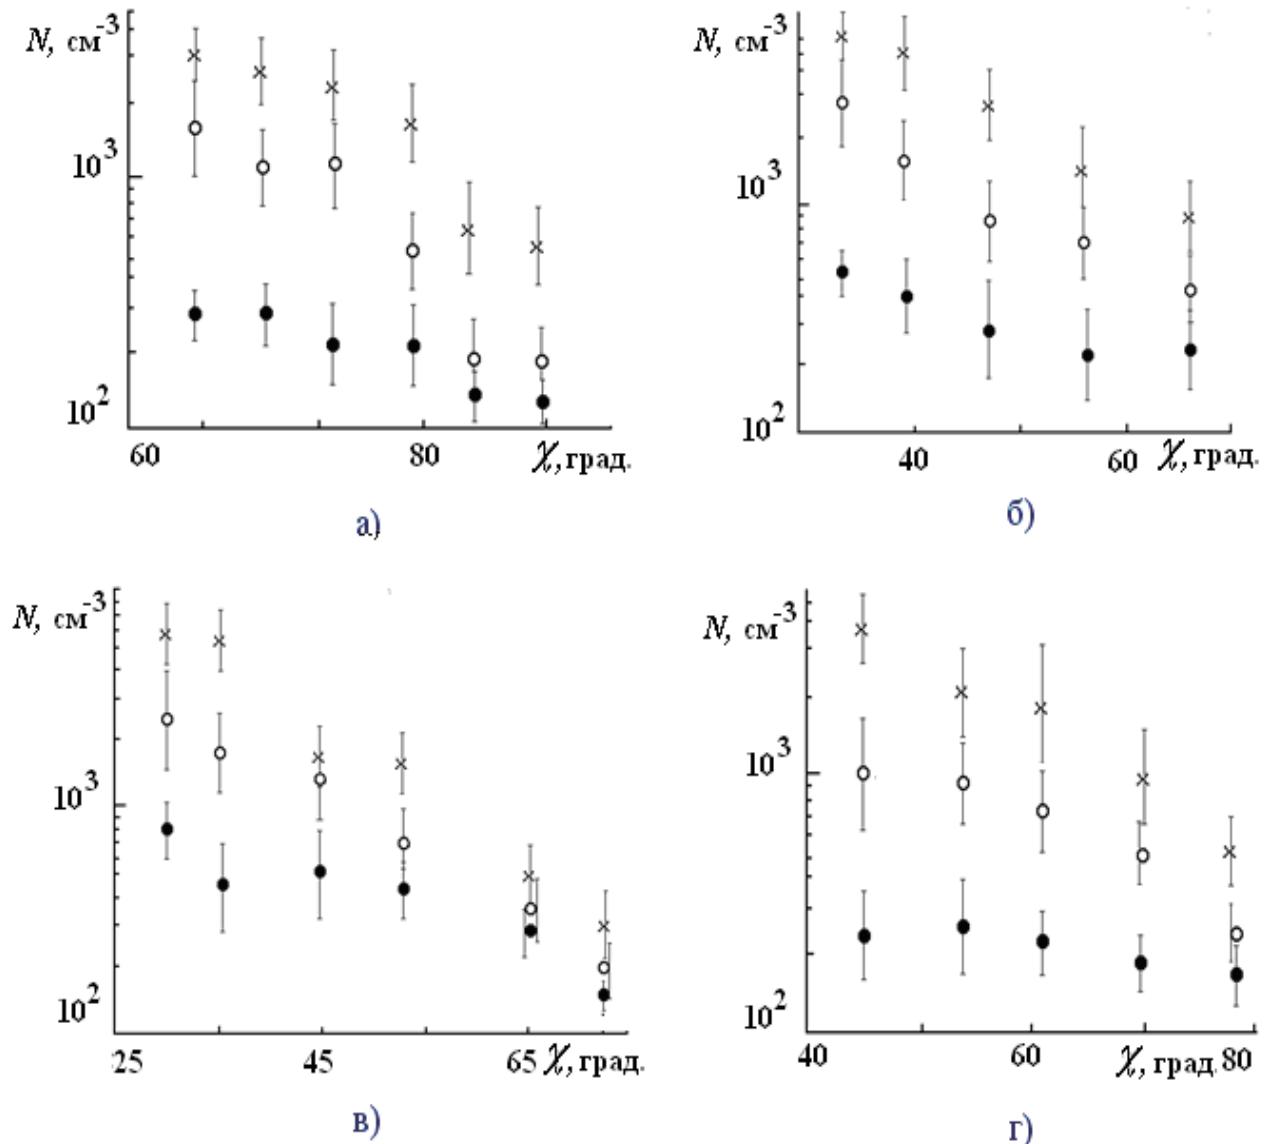 N, см⁻³
10³
10²
60 80 χ, град.
а)
N, см⁻³
10³
10²
40 60 χ, град.
б)
N, см⁻³
10³
10²
25 45 65 χ, град.
в)
N, см⁻³
10³
10²
40 60 χ, град. 80
г)